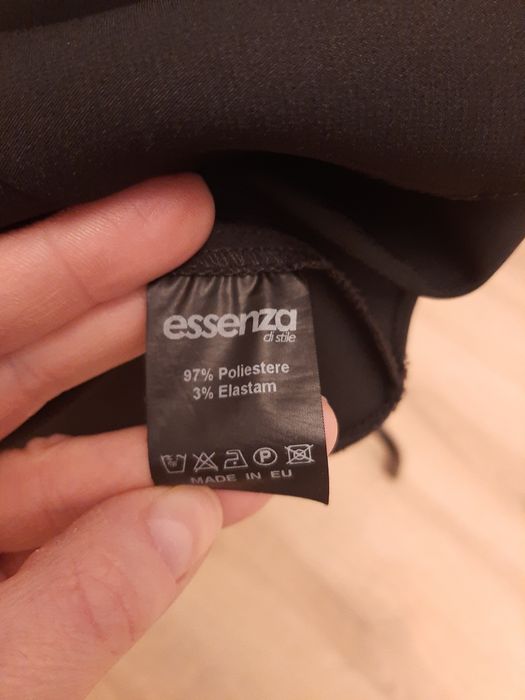 essenza
di stile
97% Poliestere
3% Elastam
P
MADE IN EU